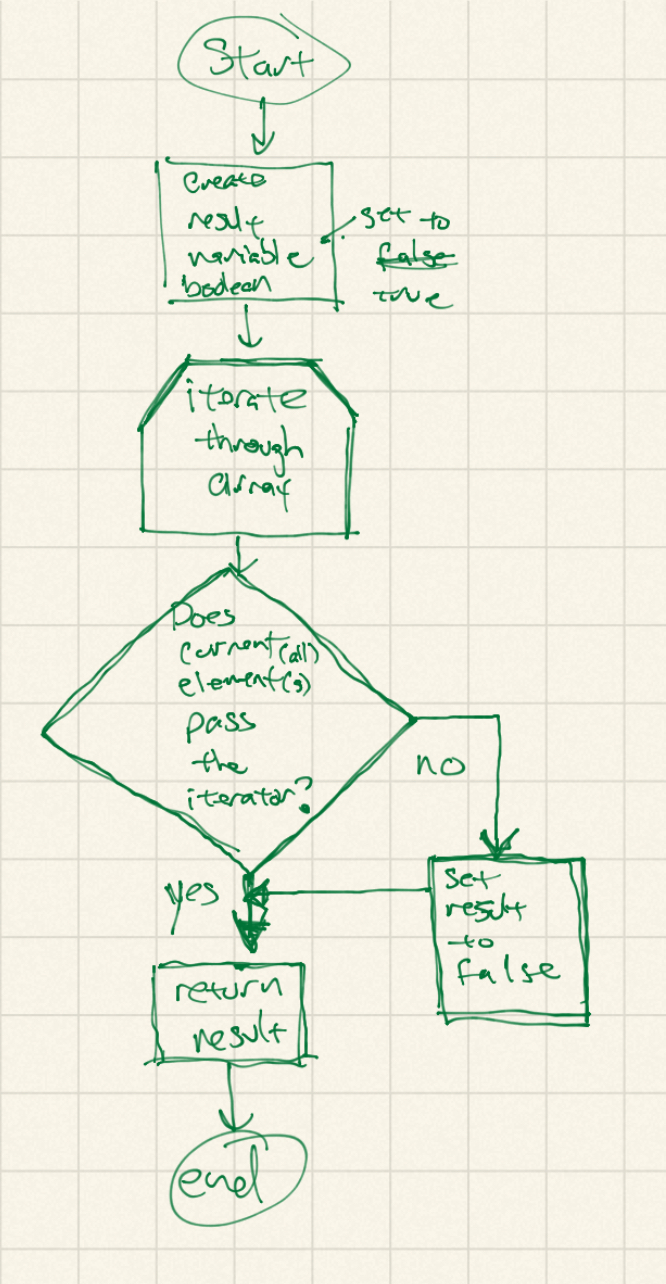 Start
Create
result
variable
boolean
set to
false
true
iterate
through
array
Does
current (all)
element(s)
pass
the
iterator?
no
yes
set
result
to
false
return
result
end